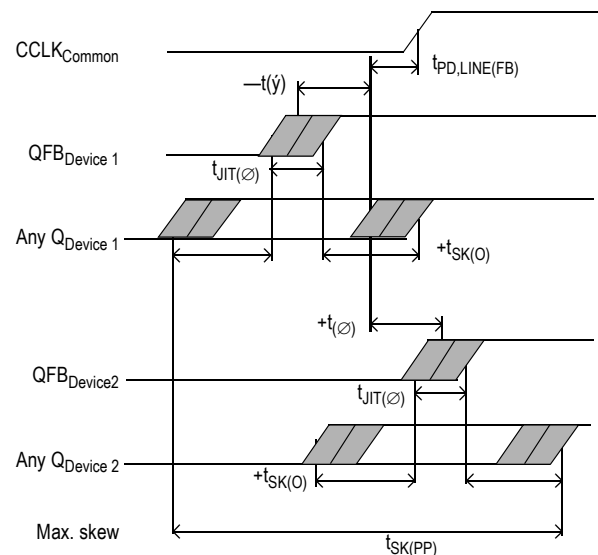 CCLKCommon
tPD,LINE(FB)
—t(ý)
QFBDevice 1
tJIT(∅)
Any QDevice 1
+tSK(O)
+t(∅)
QFBDevice2
tJIT(∅)
Any QDevice 2
+tSK(O)
Max. skew
tSK(PP)